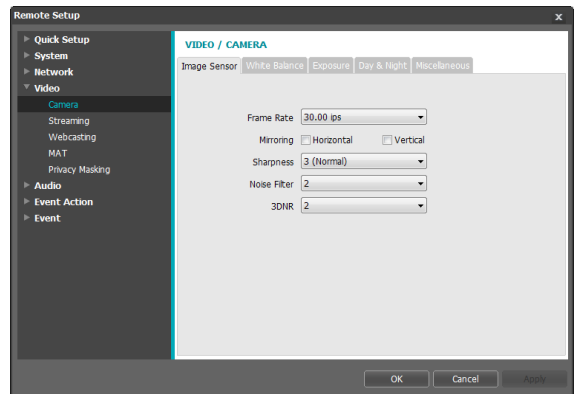 Remote Setup x
Quick Setup
System
Network
Video
Camera
Streaming
Webcasting
MAT
Privacy Masking
Audio
Event Action
Event
VIDEO / CAMERA
Image Sensor White Balance Exposure Day & Night Miscellaneous
Frame Rate 30.00 ips
Mirroring Horizontal Vertical
Sharpness 3 (Normal)
Noise Filter 2
3DNR 2
OK Cancel Apply